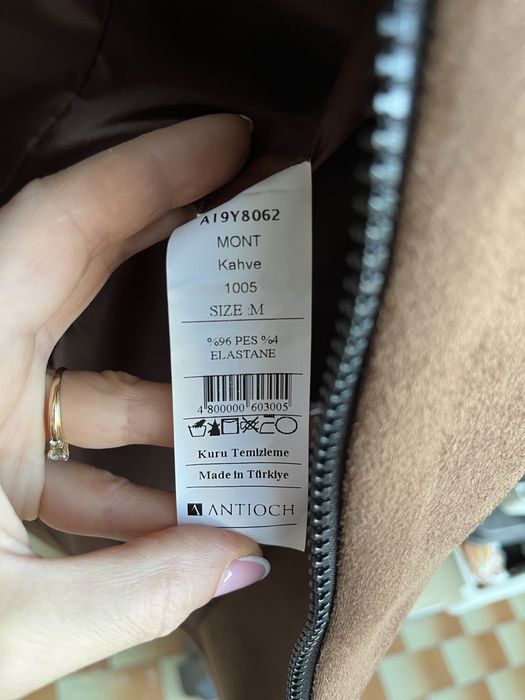 A19Y8062
MONT
Kahve
1005
SIZE :M
%96 PES %4
ELASTANE
4 800000 603005
Kuru Temizleme
Made in Türkiye
ANTIOCH